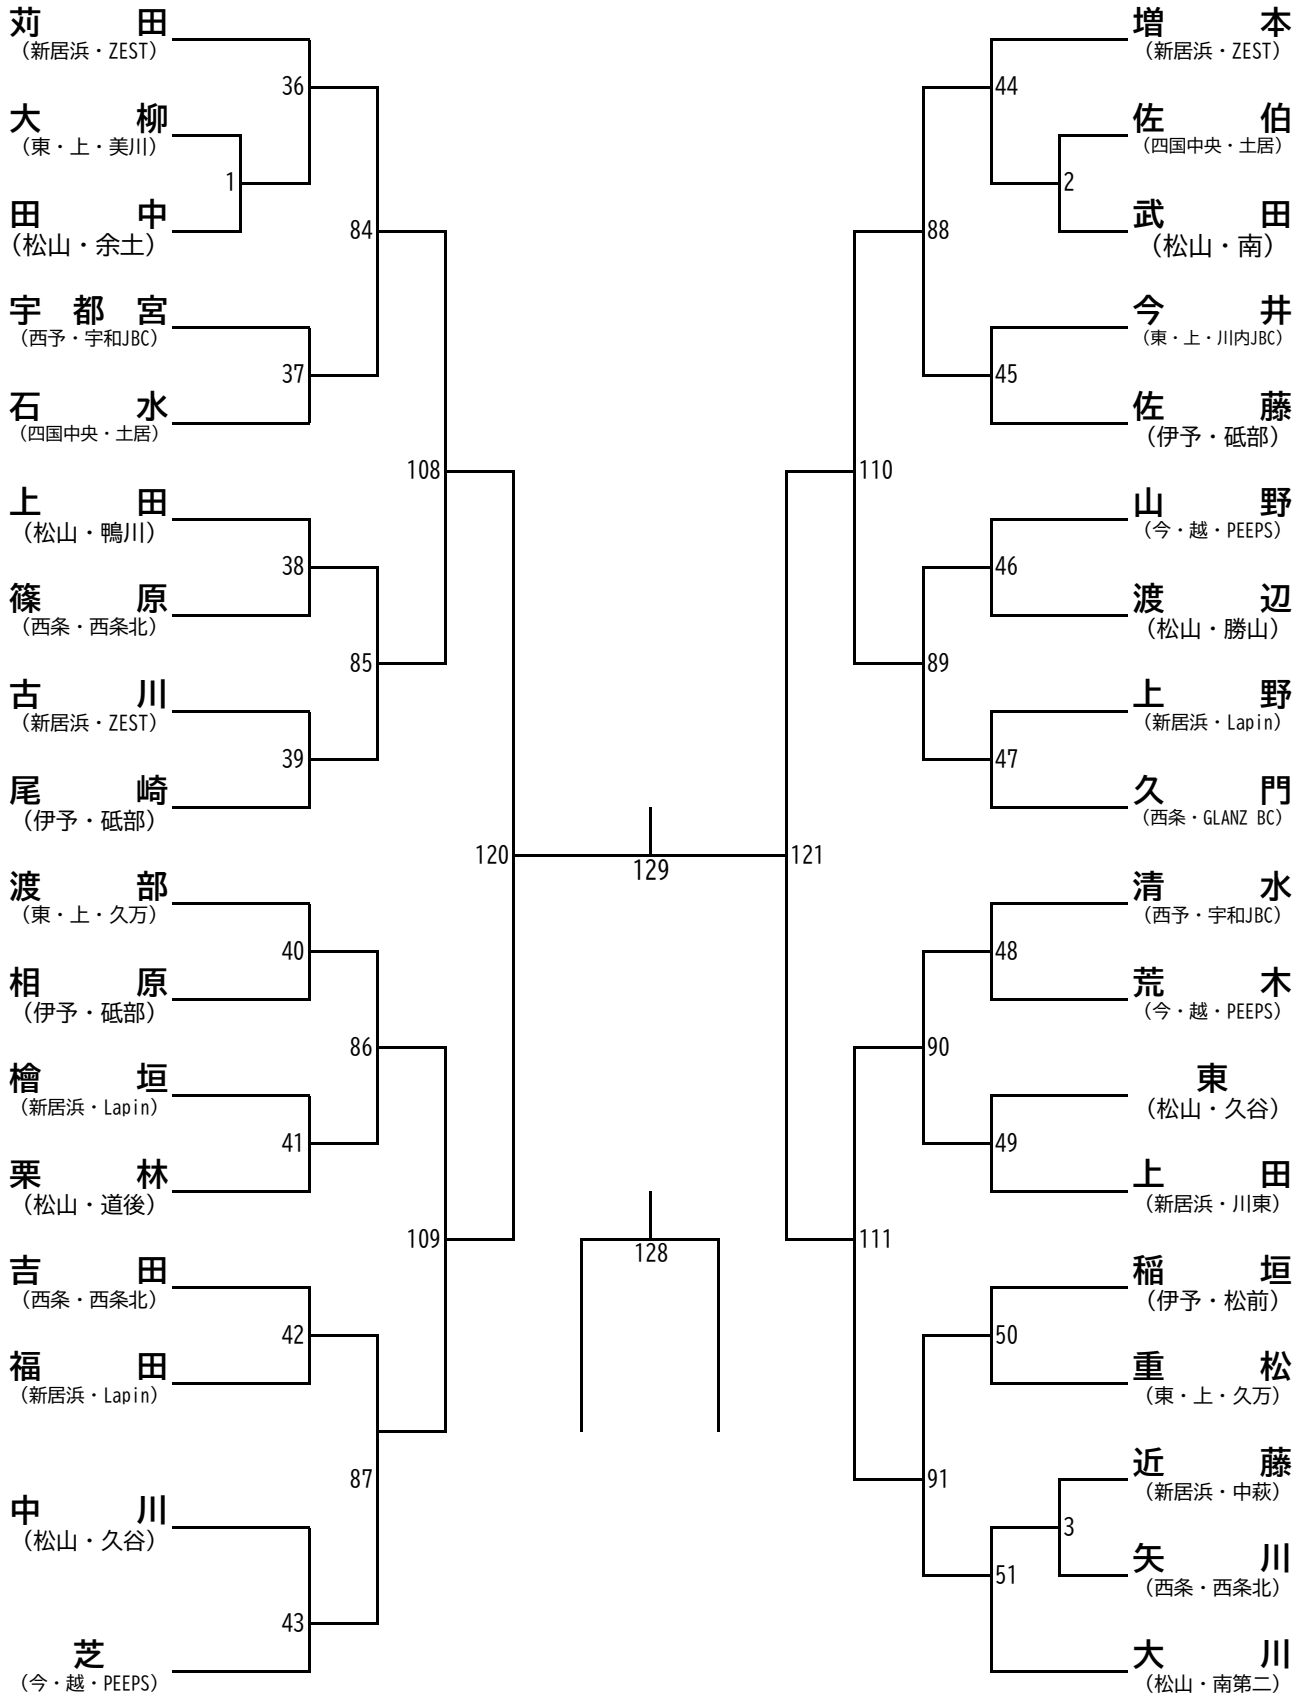 苅田
（新居浜・ZEST）
大柳
（東・上・美川）
田中
（松山・余土）
宇都宮
（西予・宇和JBC）
石水
（四国中央・土居）
上田
（松山・鴨川）
篠原
（西条・西条北）
古川
（新居浜・ZEST）
尾崎
（伊予・砥部）
渡部
（東・上・久万）
相原
（伊予・砥部）
檜垣
（新居浜・Lapin）
栗林
（松山・道後）
吉田
（西条・西条北）
福田
（新居浜・Lapin）
中川
（松山・久谷）
芝
（今・越・PEEPS）
1
36
37
38
39
40
41
42
43
84
85
86
87
108
109
120
129
128
121
110
111
88
89
90
91
44
45
46
47
48
49
50
51
2
3
増本
（新居浜・ZEST）
佐伯
（四国中央・土居）
武田
（松山・南）
今井
（東・上・川内JBC）
佐藤
（伊予・砥部）
山野
（今・越・PEEPS）
渡辺
（松山・勝山）
上野
（新居浜・Lapin）
久門
（西条・GLANZ BC）
清水
（西予・宇和JBC）
荒木
（今・越・PEEPS）
東
（松山・久谷）
上田
（新居浜・川東）
稲垣
（伊予・松前）
重松
（東・上・久万）
近藤
（新居浜・中萩）
矢川
（西条・西条北）
大川
（松山・南第二）